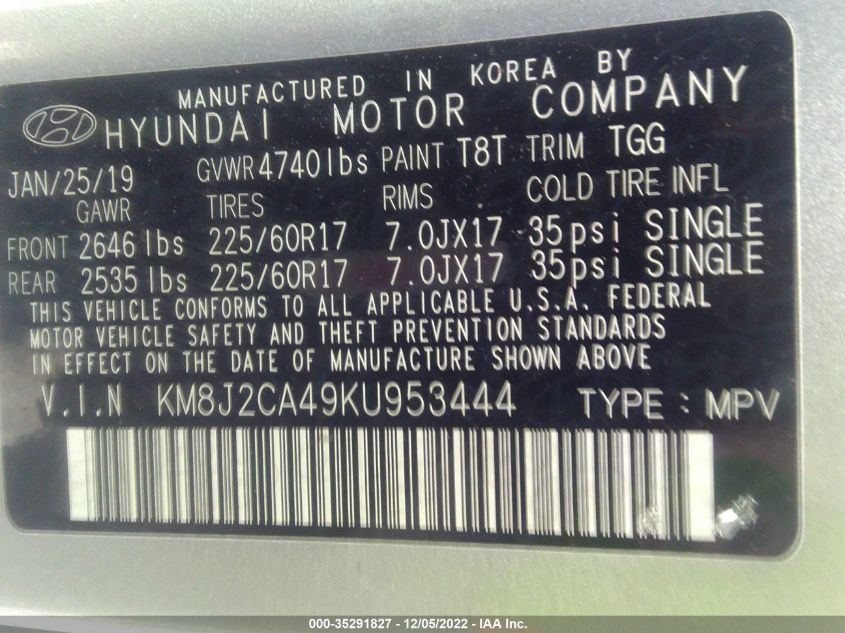 MANUFACTURED IN KOREA BY
HYUNDAI MOTOR COMPANY
JAN/25/19 GVWR 4740lbs PAINT T8T TRIM TGG
GAWR TIRES RIMS COLD TIRE INFL
FRONT 2646 lbs 225/60R17 7.0JX17 35psi SINGLE
REAR 2535 lbs 225/60R17 7.0JX17 35psi SINGLE
THIS VEHICLE CONFORMS TO ALL APPLICABLE U.S.A. FEDERAL
MOTOR VEHICLE SAFETY AND THEFT PREVENTION STANDARDS
IN EFFECT ON THE DATE OF MANUFACTURE SHOWN ABOVE
V.I.N KM8J2CA49KU953444 TYPE : MPV
000-35291827 - 12/05/2022 - IAA Inc.